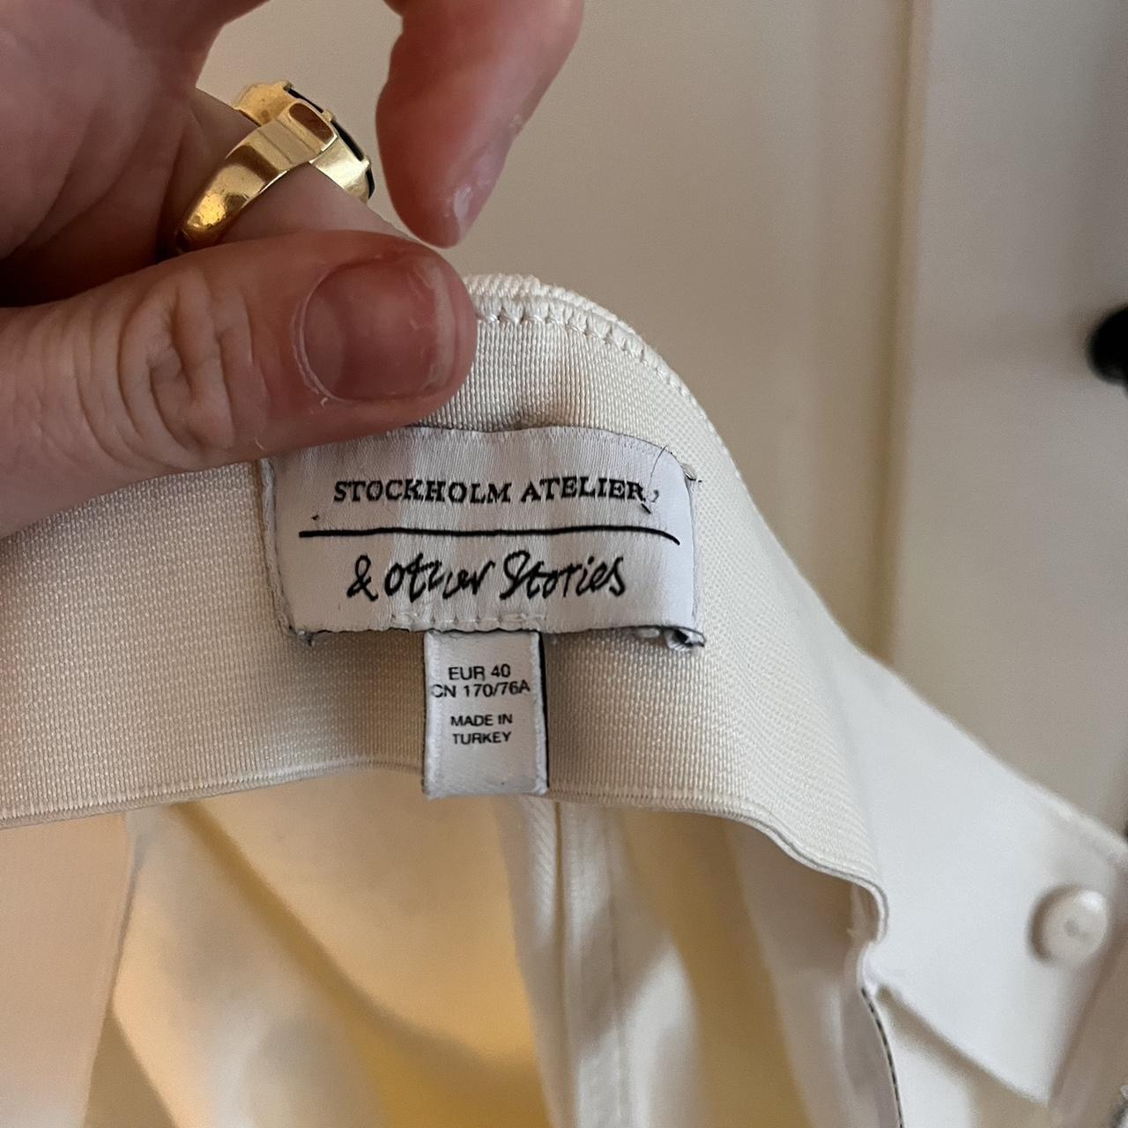 STOCKHOLM ATELIER
& other Stories
EUR 40
CN 170/76A
MADE IN
TURKEY